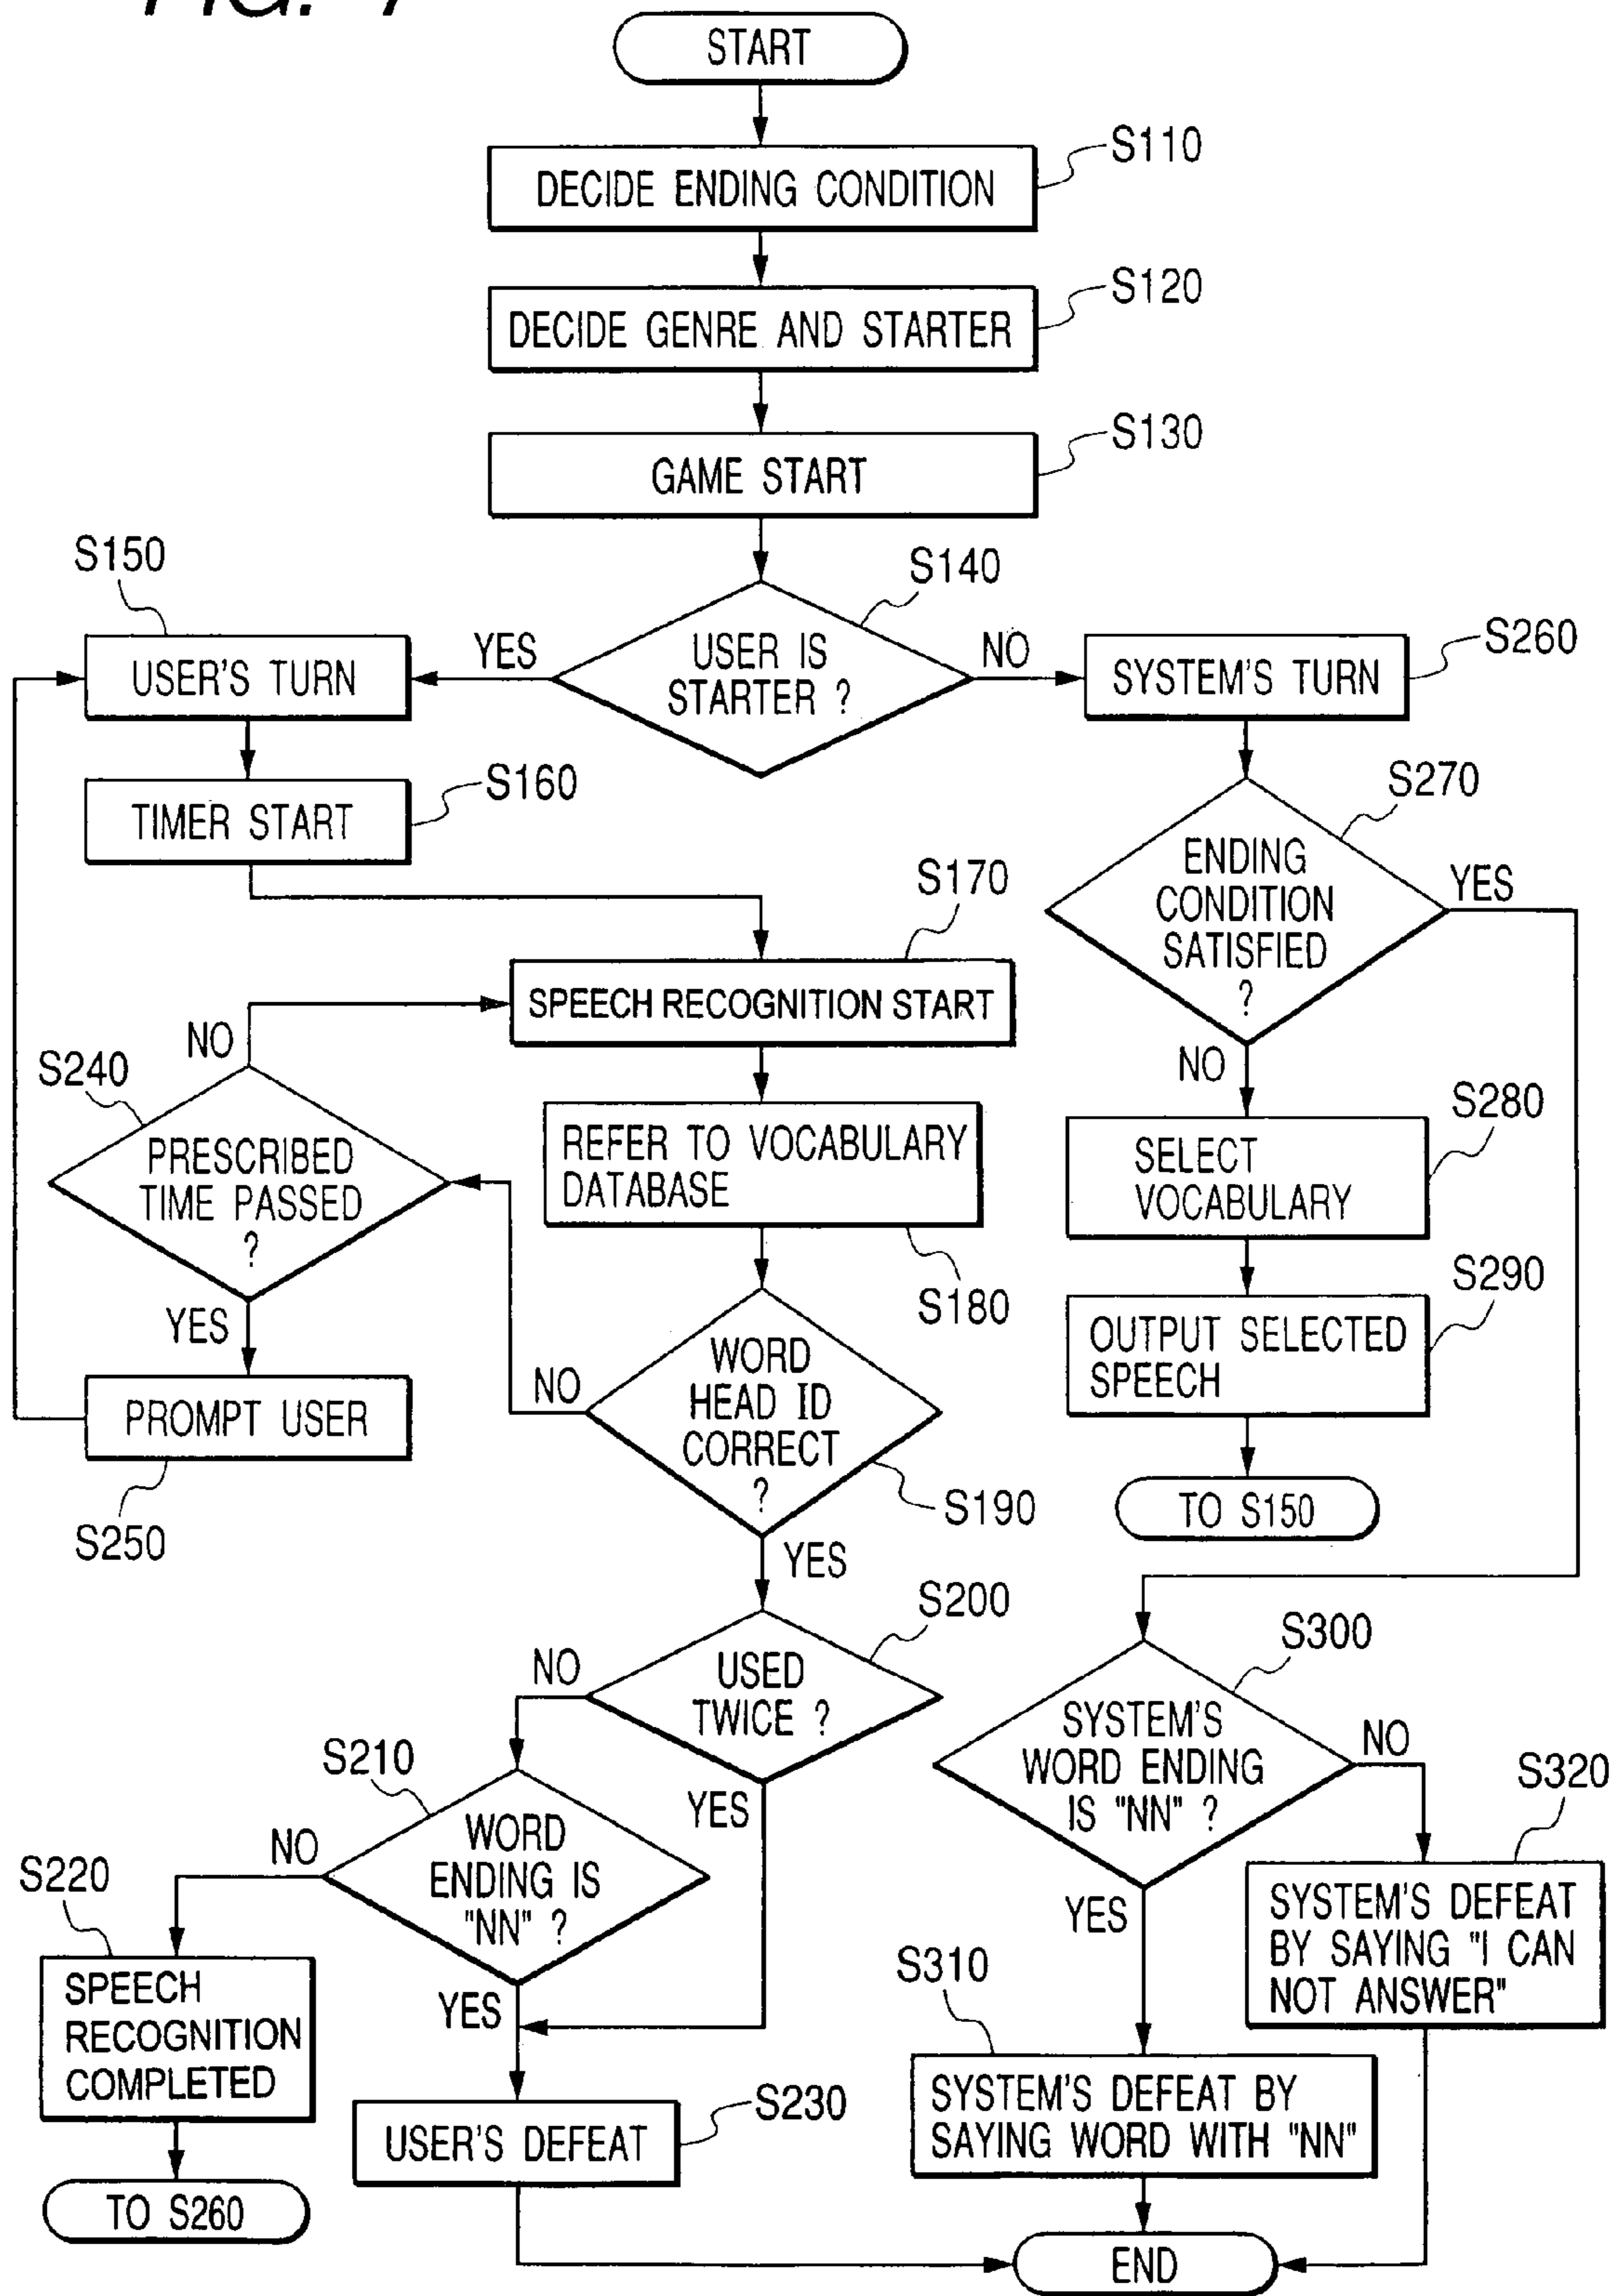 START
S110
DECIDE ENDING CONDITION
S120
DECIDE GENRE AND STARTER
S130
GAME START
S140
USER IS
STARTER ?
YES
NO
S150
USER'S TURN
S160
TIMER START
S170
SPEECH RECOGNITION START
REFER TO VOCABULARY
DATABASE
S180
WORD
HEAD ID
CORRECT
?
S190
NO
YES
S240
PRESCRIBED
TIME PASSED
?
NO
YES
PROMPT USER
S250
S200
USED
TWICE ?
NO
YES
S210
WORD
ENDING IS
"NN" ?
NO
YES
S220
SPEECH
RECOGNITION
COMPLETED
TO S260
USER'S DEFEAT
S230
S260
SYSTEM'S TURN
S270
ENDING
CONDITION
SATISFIED
?
YES
NO
S280
SELECT
VOCABULARY
S290
OUTPUT SELECTED
SPEECH
TO S150
S300
SYSTEM'S
WORD ENDING
IS "NN" ?
NO
YES
S320
SYSTEM'S DEFEAT
BY SAYING "I CAN
NOT ANSWER"
S310
SYSTEM'S DEFEAT BY
SAYING WORD WITH "NN"
END